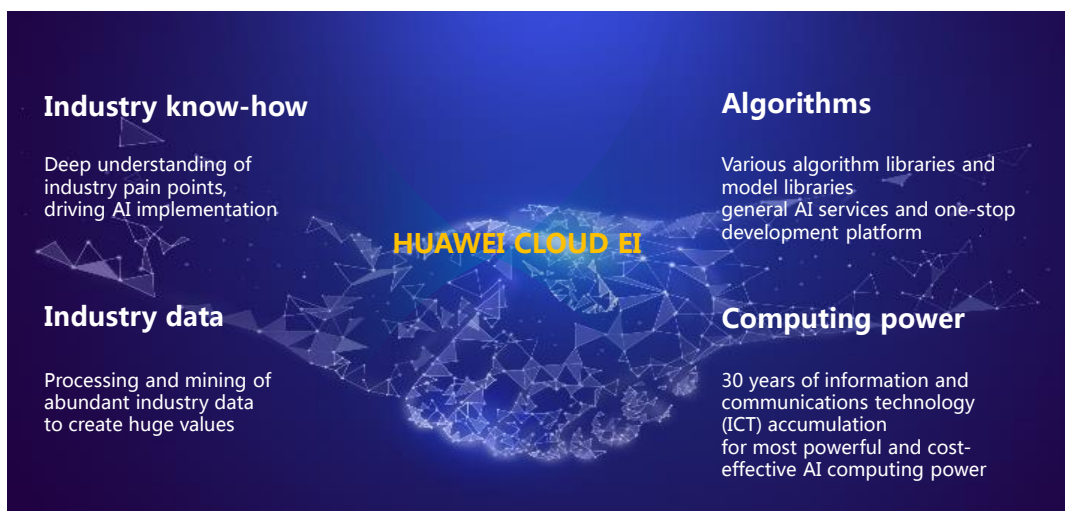 Industry know-how
Deep understanding of
industry pain points,
driving AI implementation
Algorithms
Various algorithm libraries and
model libraries
general AI services and one-stop
development platform
HUAWEI CLOUD EI
Industry data
Processing and mining of
abundant industry data
to create huge values
Computing power
30 years of information and
communications technology
(ICT) accumulation
for most powerful and cost-
effective AI computing power